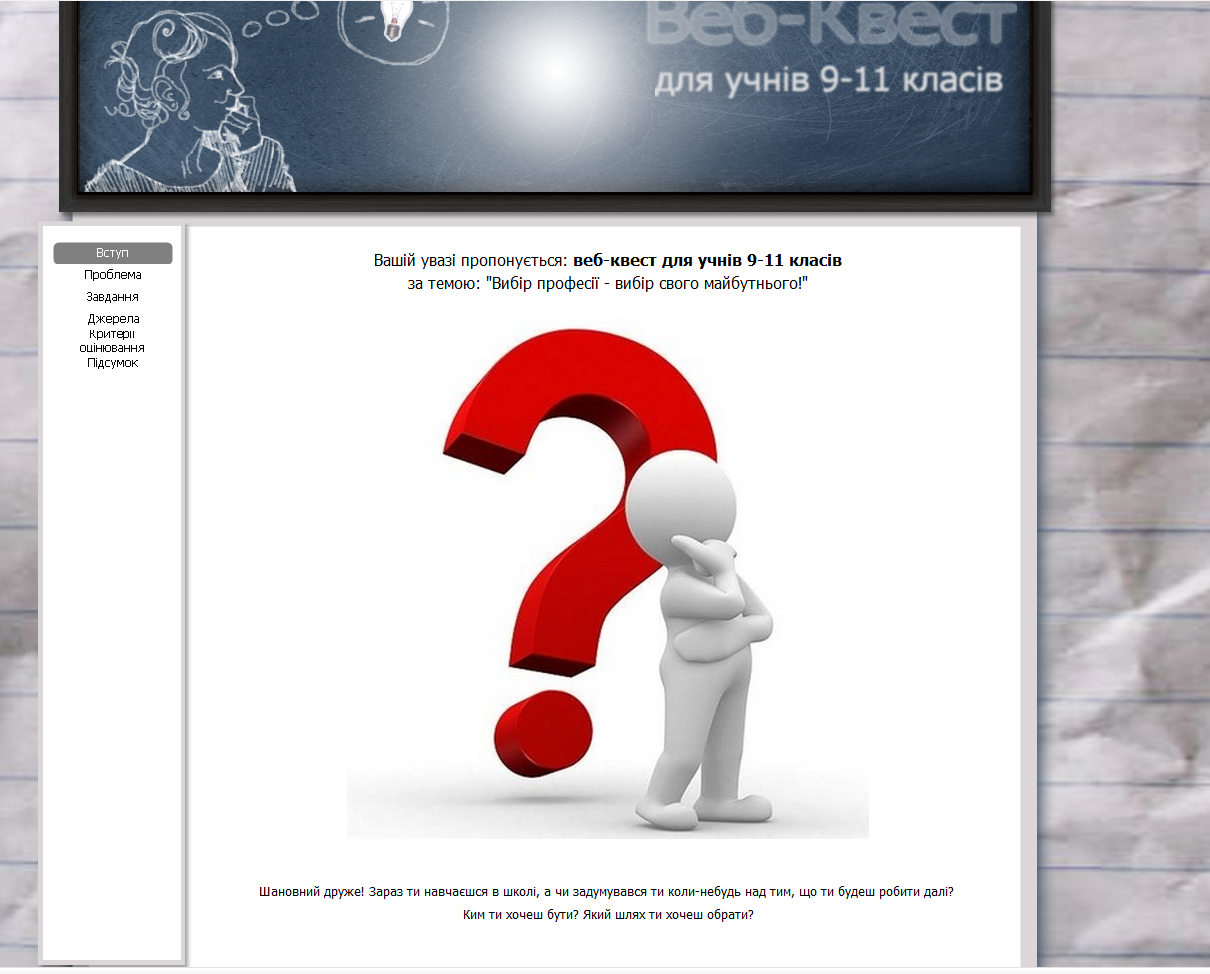 Веб-Квест
для учнів 9-11 класів
Вступ
Проблема
Завдання
Джерела
Критерії
оцінювання
Підсумок
Вашій увазі пропонується: веб-квест для учнів 9-11 класів
за темою: "Вибір професії - вибір свого майбутнього!"
Шановний друже! Зараз ти навчаєшся в школі, а чи задумувався ти коли-небудь над тим, що ти будеш робити далі?
Ким ти хочеш бути? Який шлях ти хочеш обрати?